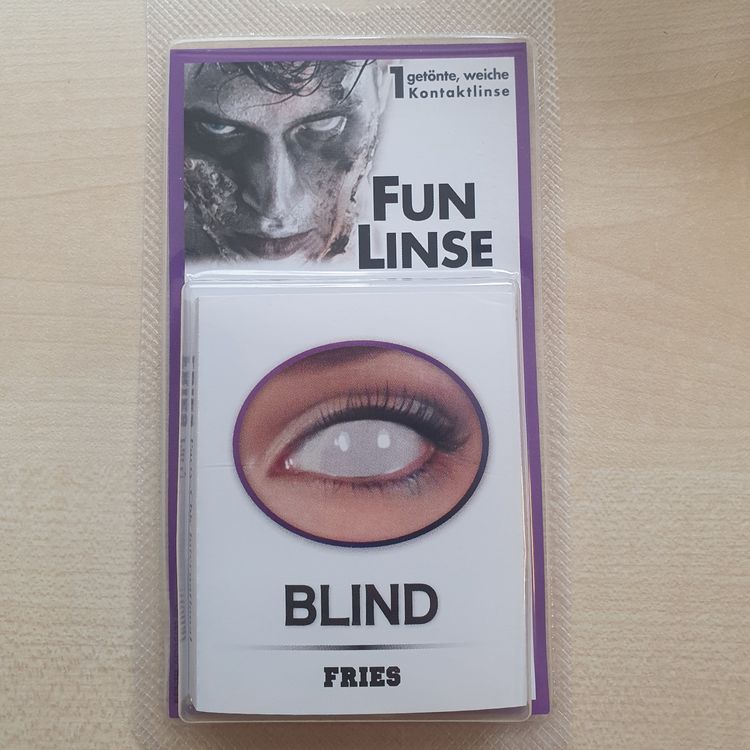 1 getönte, weiche
Kontaktlinse
FUN
LINSE
BLIND
FRIES